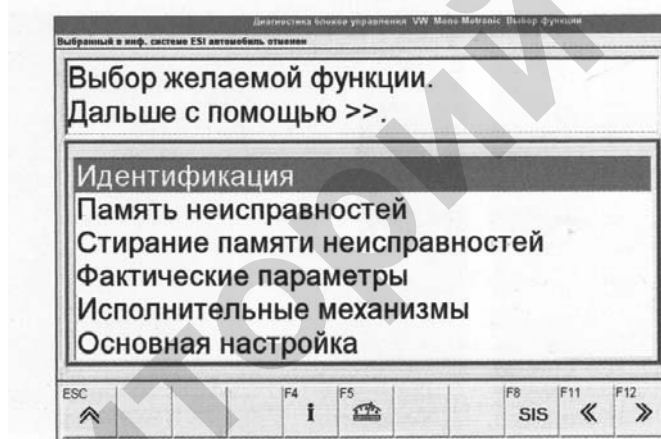 Диагностика блоков управления VW Mono Motronic Выбор функции
Выбранный в инф. системе ESI автомобиль отменен
Выбор желаемой функции.
Дальше с помощью >>.
Идентификация
Память неисправностей
Стирание памяти неисправностей
Фактические параметры
Исполнительные механизмы
Основная настройка
ESC F4 F5 F8 F11 F12
i SIS « »